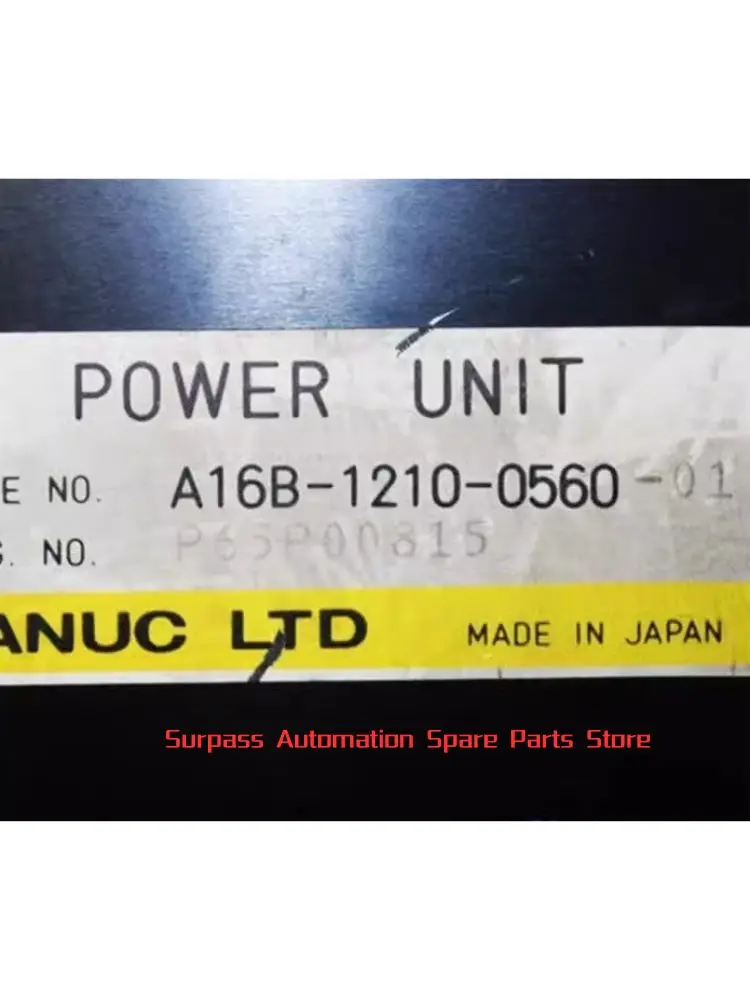 POWER UNIT
E NO. A16B-1210-0560-01
. NO. P65P00815
ANUC LTD MADE IN JAPAN
Surpass Automation Spare Parts Store